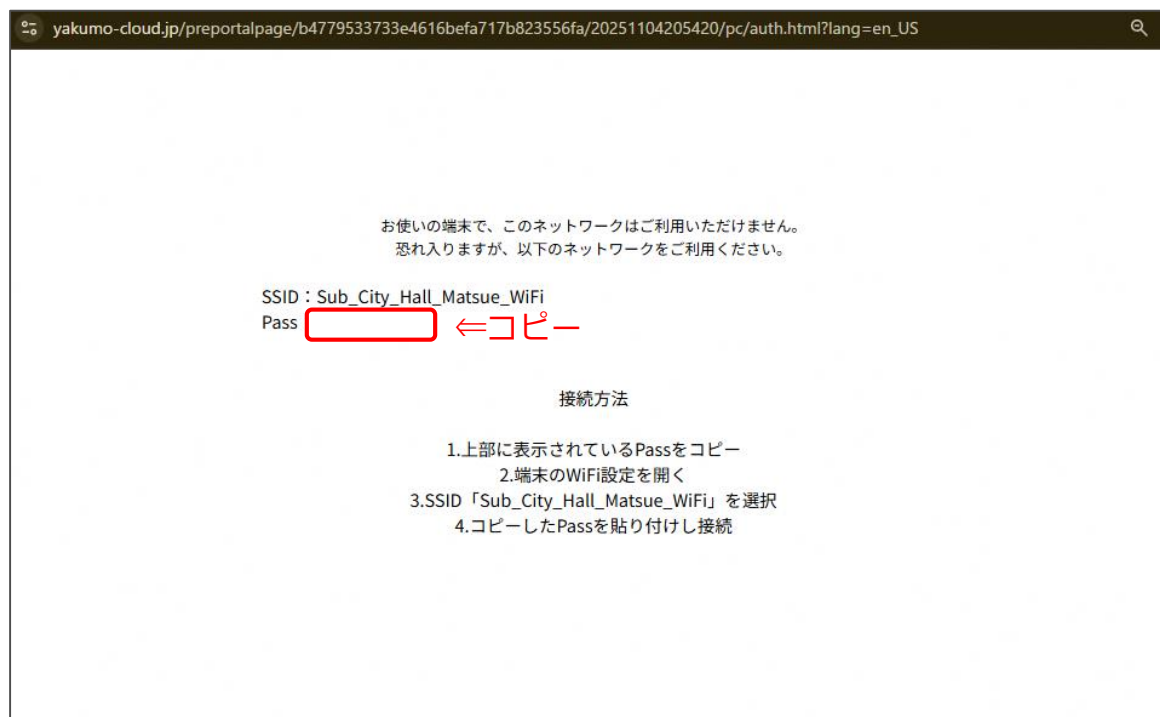 yakumo-cloud.jp/preportalpage/b4779533733e4616befa717b823556fa/20251104205420/pc/auth.html?lang=en_US
お使いの端末で、このネットワークはご利用いただけません。
恐れ入りますが、以下のネットワークをご利用ください。
SSID：Sub_City_Hall_Matsue_WiFi
Pass ⇐コピー
接続方法
1.上部に表示されているPassをコピー
2.端末のWiFi設定を開く
3.SSID「Sub_City_Hall_Matsue_WiFi」を選択
4.コピーしたPassを貼り付けし接続